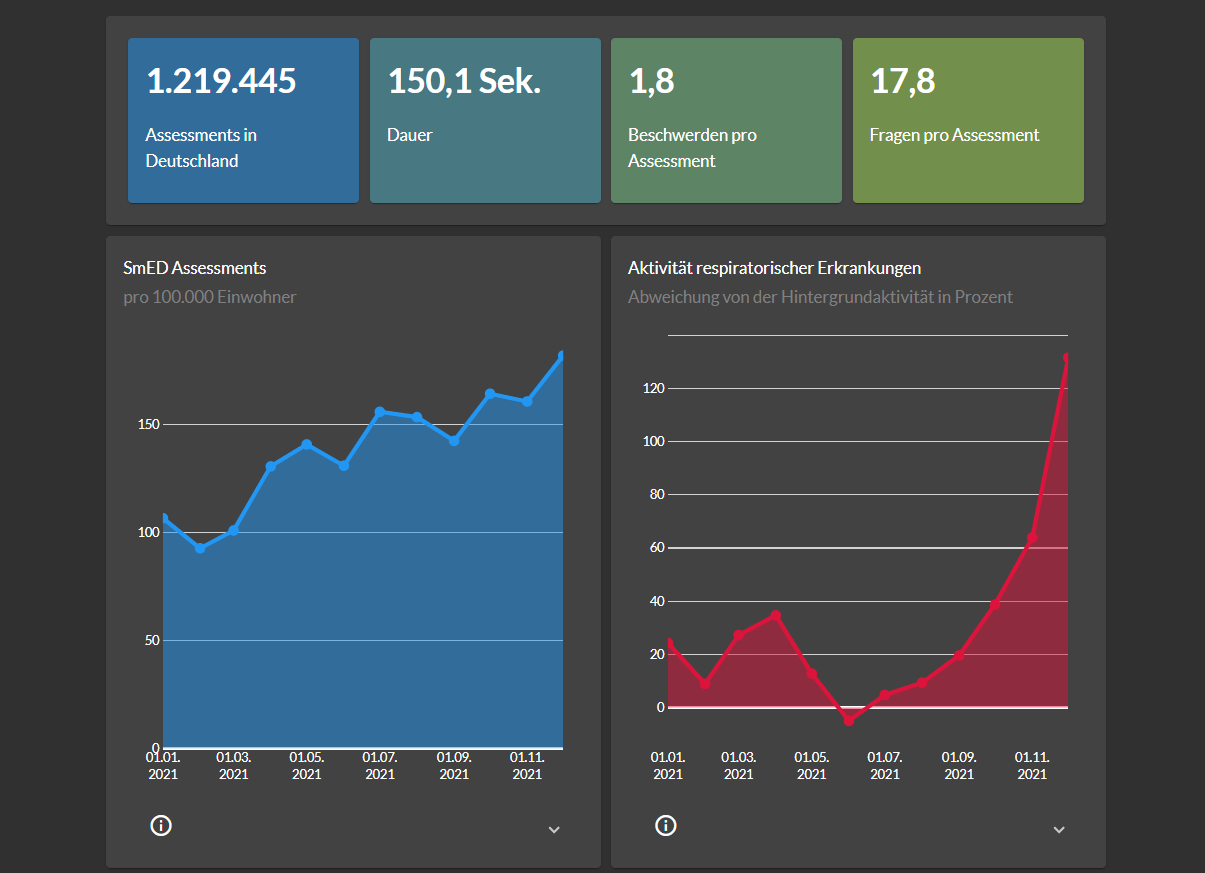 1.219.445
Assessments in
Deutschland
150,1 Sek.
Dauer
1,8
Beschwerden pro
Assessment
17,8
Fragen pro Assessment
SmED Assessments
pro 100.000 Einwohner
150
100
50
0
01.01. 01.03. 01.05. 01.07. 01.09. 01.11.
2021 2021 2021 2021 2021 2021
Aktivität respiratorischer Erkrankungen
Abweichung von der Hintergrundaktivität in Prozent
120
100
80
60
40
20
0
01.01. 01.03. 01.05. 01.07. 01.09. 01.11.
2021 2021 2021 2021 2021 2021